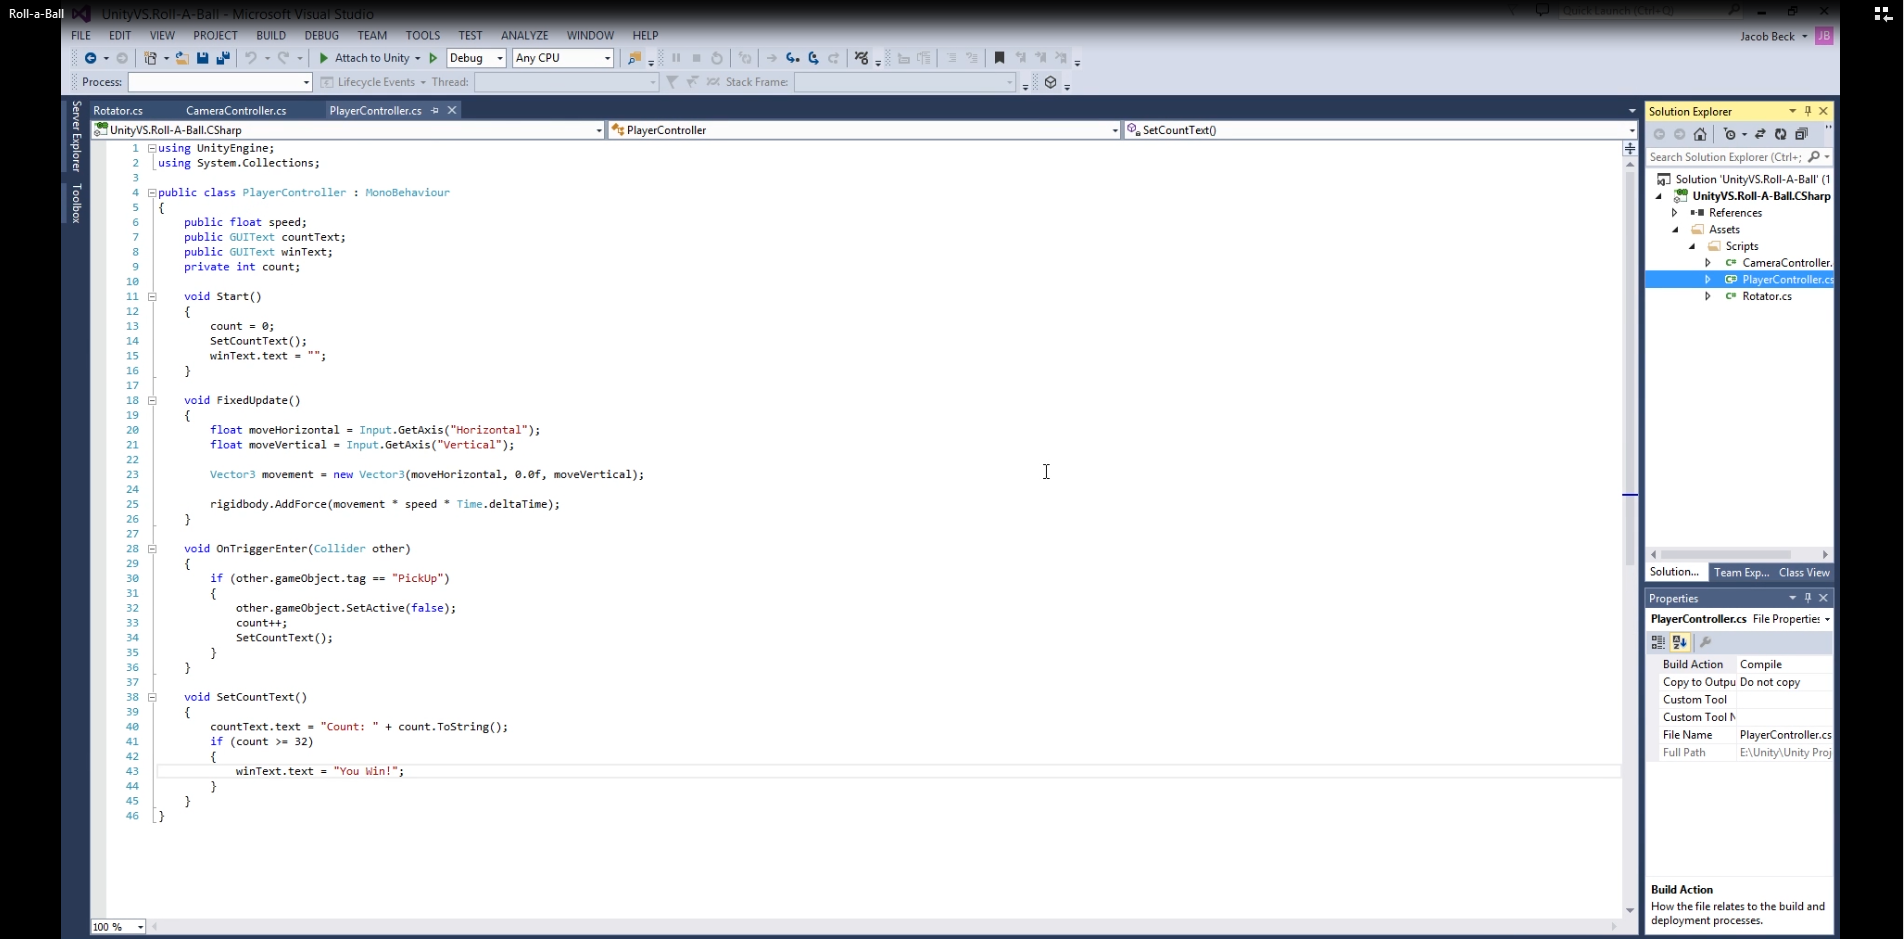 Roll-a-Ball
UnityVS.Roll-A-Ball - Microsoft Visual Studio
Quick Launch (Ctrl+Q)
FILE EDIT VIEW PROJECT BUILD DEBUG TEAM TOOLS TEST ANALYZE WINDOW HELP
Jacob Beck JB
Attach to Unity Debug Any CPU
Process: Lifecycle Events Thread: Stack Frame:
Server Explorer
Toolbox
Rotator.cs CameraController.cs PlayerController.cs
UnityVS.Roll-A-Ball.CSharp PlayerController SetCountText()
1 using UnityEngine;
2 using System.Collections;
3
4 public class PlayerController : MonoBehaviour
5 {
6 public float speed;
7 public GUIText countText;
8 public GUIText winText;
9 private int count;
10
11 void Start()
12 {
13 count = 0;
14 SetCountText();
15 winText.text = "";
16 }
17
18 void FixedUpdate()
19 {
20 float moveHorizontal = Input.GetAxis("Horizontal");
21 float moveVertical = Input.GetAxis("Vertical");
22
23 Vector3 movement = new Vector3(moveHorizontal, 0.0f, moveVertical);
24
25 rigidbody.AddForce(movement * speed * Time.deltaTime);
26 }
27
28 void OnTriggerEnter(Collider other)
29 {
30 if (other.gameObject.tag == "PickUp")
31 {
32 other.gameObject.SetActive(false);
33 count++;
34 SetCountText();
35 }
36 }
37
38 void SetCountText()
39 {
40 countText.text = "Count: " + count.ToString();
41 if (count >= 32)
42 {
43 winText.text = "You Win!";
44 }
45 }
46 }
100 %
Solution Explorer
Search Solution Explorer (Ctrl+;
Solution 'UnityVS.Roll-A-Ball' (1
UnityVS.Roll-A-Ball.CSharp
References
Assets
Scripts
C# CameraController.
C# PlayerController.cs
C# Rotator.cs
Solution... Team Exp... Class View
Properties
PlayerController.cs File Properties
Build Action Compile
Copy to Outpu Do not copy
Custom Tool
Custom Tool N
File Name PlayerController.cs
Full Path E:\Unity\Unity Proj
Build Action
How the file relates to the build and
deployment processes.